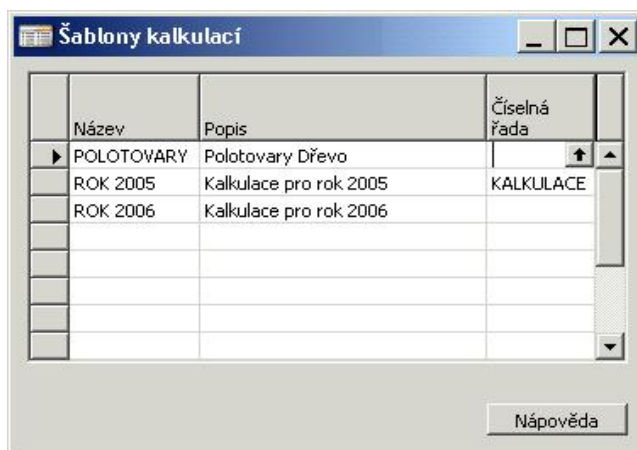 Šablony kalkulací
Název Popis Číselná řada
POLOTOVARY Polotovary Dřevo
ROK 2005 Kalkulace pro rok 2005 KALKULACE
ROK 2006 Kalkulace pro rok 2006
Nápověda